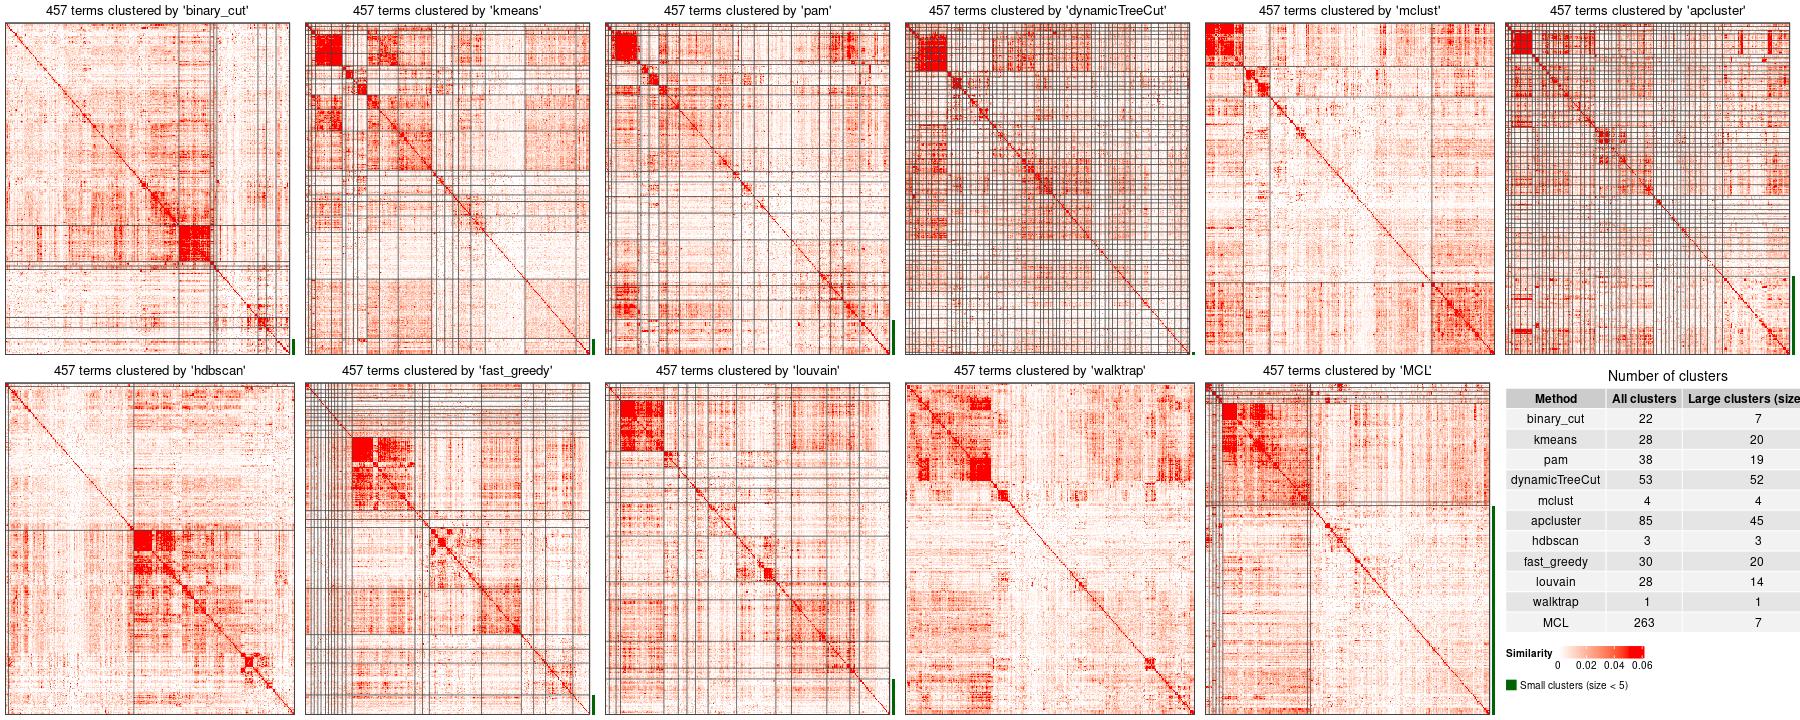 457 terms clustered by 'binary_cut'
457 terms clustered by 'kmeans'
457 terms clustered by 'pam'
457 terms clustered by 'dynamicTreeCut'
457 terms clustered by 'mclust'
457 terms clustered by 'apcluster'
457 terms clustered by 'hdbscan'
457 terms clustered by 'fast_greedy'
457 terms clustered by 'louvain'
457 terms clustered by 'walktrap'
457 terms clustered by 'MCL'
Number of clusters
Method All clusters Large clusters (size
binary_cut 22 7
kmeans 28 20
pam 38 19
dynamicTreeCut 53 52
mclust 4 4
apcluster 85 45
hdbscan 3 3
fast_greedy 30 20
louvain 28 14
walktrap 1 1
MCL 263 7
Similarity
0 0.02 0.04 0.06
Small clusters (size < 5)